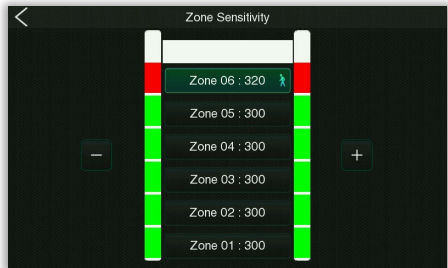 Zone Sensitivity
Zone 06 : 320
Zone 05 : 300
Zone 04 : 300
Zone 03 : 300
Zone 02 : 300
Zone 01 : 300
− +